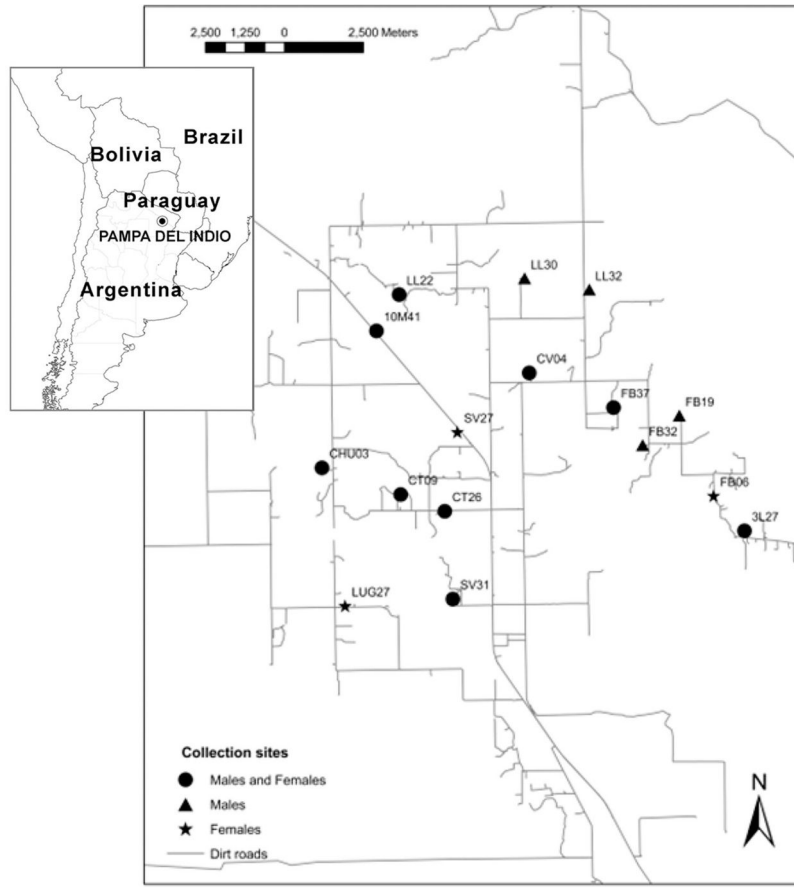 2,500 1,250 0 2,500 Meters
Brazil
Bolivia
Paraguay
PAMPA DEL INDIO
Argentina
LL30
LL32
LL22
10M41
CV04
FB37
FB19
SV27
FB32
CHU03
CT09
FB06
CT26
3L27
SV31
LUG27
Collection sites
Males and Females
Males
Females
Dirt roads
N